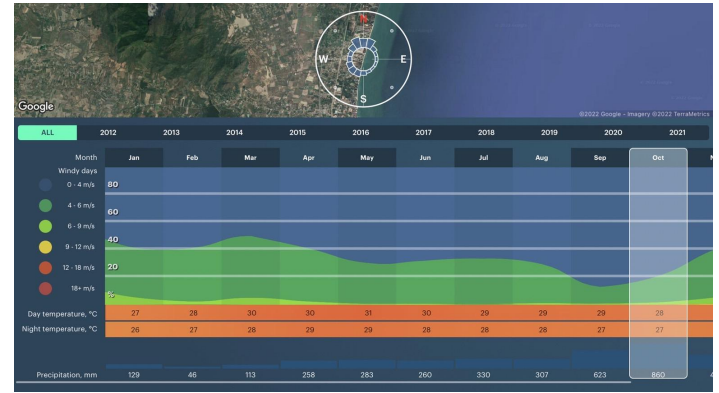 N
W
E
S
Google
©2022 Google - Imagery ©2022 TerraMetrics
ALL 2012 2013 2014 2015 2016 2017 2018 2019 2020 2021
Month Jan Feb Mar Apr May Jun Jul Aug Sep Oct
Windy days
0 - 4 m/s 80
4 - 6 m/s
60
6 - 9 m/s
40
9 - 12 m/s
12 - 18 m/s 20
18+ m/s
%
Day temperature, °C 27 28 30 30 31 30 29 29 29 28
Night temperature, °C 26 27 28 29 29 28 28 28 27 27
Precipitation, mm 129 46 113 258 283 260 330 307 623 860